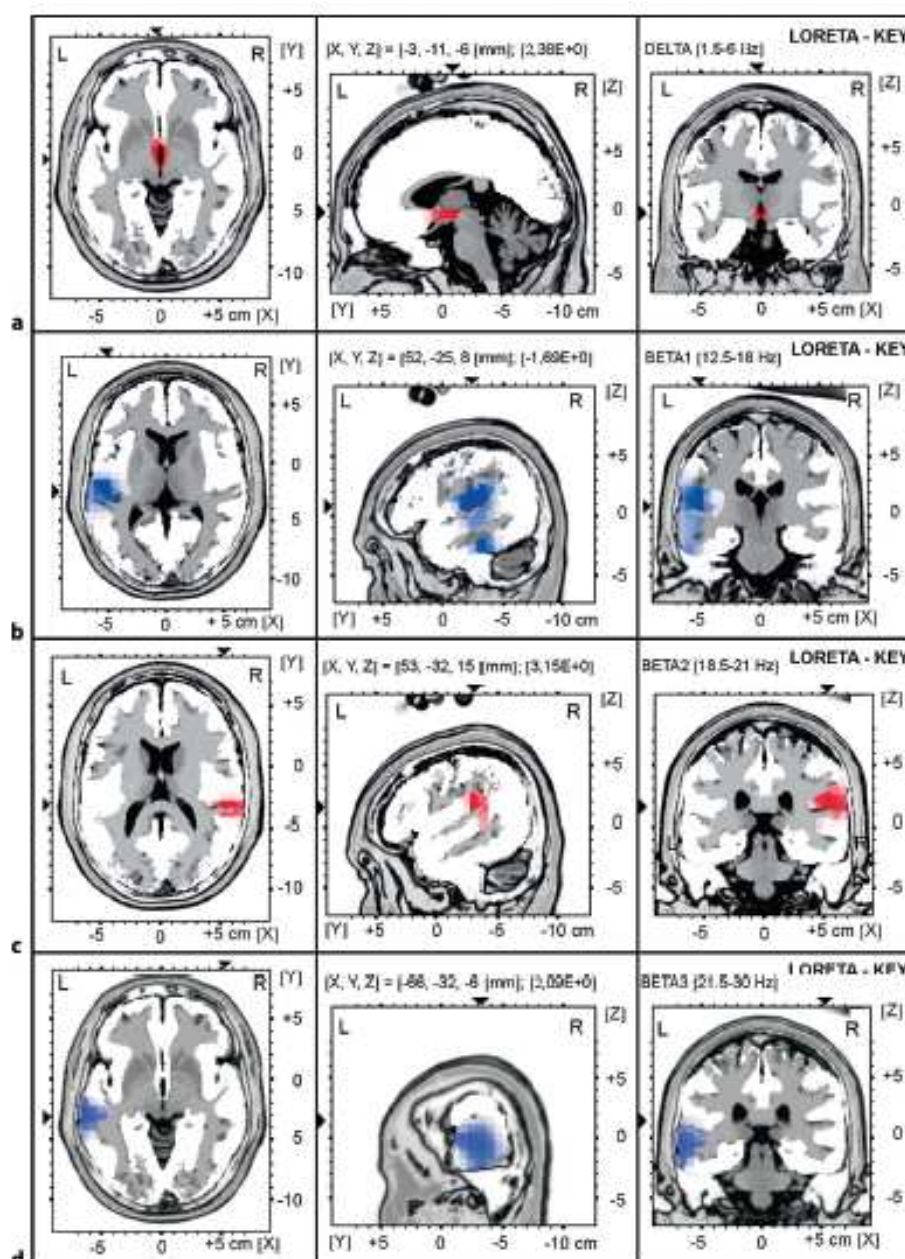 LORETA - KEY
L R [Y] [X, Y, Z] = [-3, -11, -6 [mm]; [2,38E+0] DELTA (1.5-6 Hz]
L R [Z] L R [Z]
+5 +5 +5
0 0 0
5 -5 -5
-10
-5 0 +5 cm [X] [Y] +5 0 -5 -10 cm -5 0 +5 cm [X]
a
LORETA - KEY
L R [Y] [X, Y, Z] = [52, -25, 8 [mm]; [-1,69E+0] BETA1 [12.5-18 Hz]
L R [Z] L R [Z]
+5 +5 +5
0 0 0
5 -5 -5
-10
-5 0 + 5 cm [X] [Y] +5 0 -5 -10 cm -5 0 +5 cm [X]
b
LORETA - KEY
L R [Y] [X, Y, Z] = [53, -32, 15 [mm]; [3,15E+0] BETA2 [18.5-21 Hz]
L R [Z] L R [Z]
+5 +5 +5
0 0 0
-5 -5 -5
-10
-5 0 +5 cm [X] [Y] +5 0 -5 -10 cm -5 0 +5 cm [X]
c
LORETA - KEY
L R [Y] [X, Y, Z] = [-66, -32, -6 [mm]; [2,09E+0] BETA3 [21.5-30 Hz]
L R [Z] L R [Z]
+5 +5 +5
0 0 0
5 -5 -5
-10
0 +5 cm [X] [Y] +5 0 -5 -10 cm -5 0 +5 cm [X]